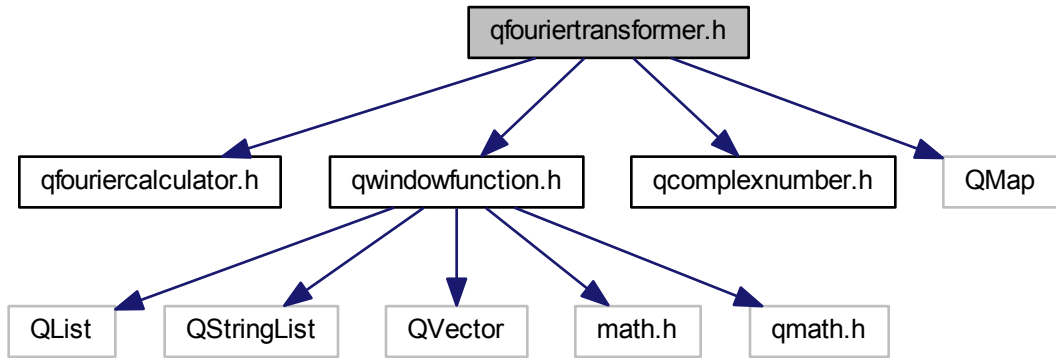 qfouriertransformer.h
qfouriercalculator.h
qwindowfunction.h
qcomplexnumber.h
QMap
QList
QStringList
QVector
math.h
qmath.h